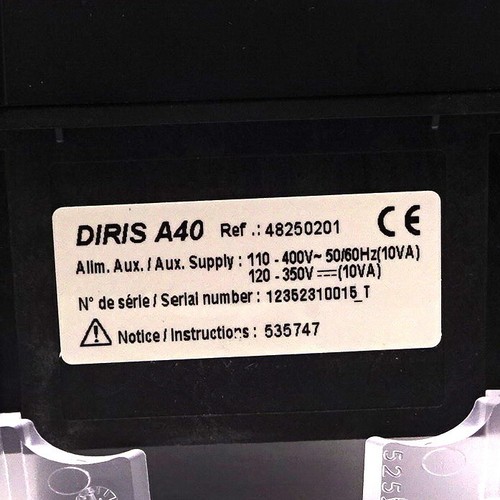 DIRIS A40 Ref .: 48250201 CE
Alim. Aux. / Aux. Supply : 110 - 400V~ 50/60Hz(10VA)
120 - 350V ⎓(10VA)
N° de série / Serial number : 12352310015_T
Notice / Instructions : 535747